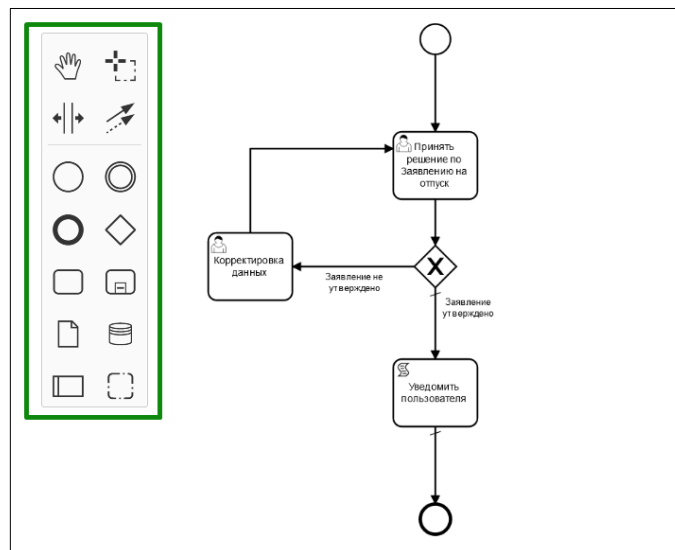 Принять
решение по
Заявлению на
отпуск
Корректировка
данных
Заявление не
утверждено
Заявление
утверждено
Уведомить
пользователя